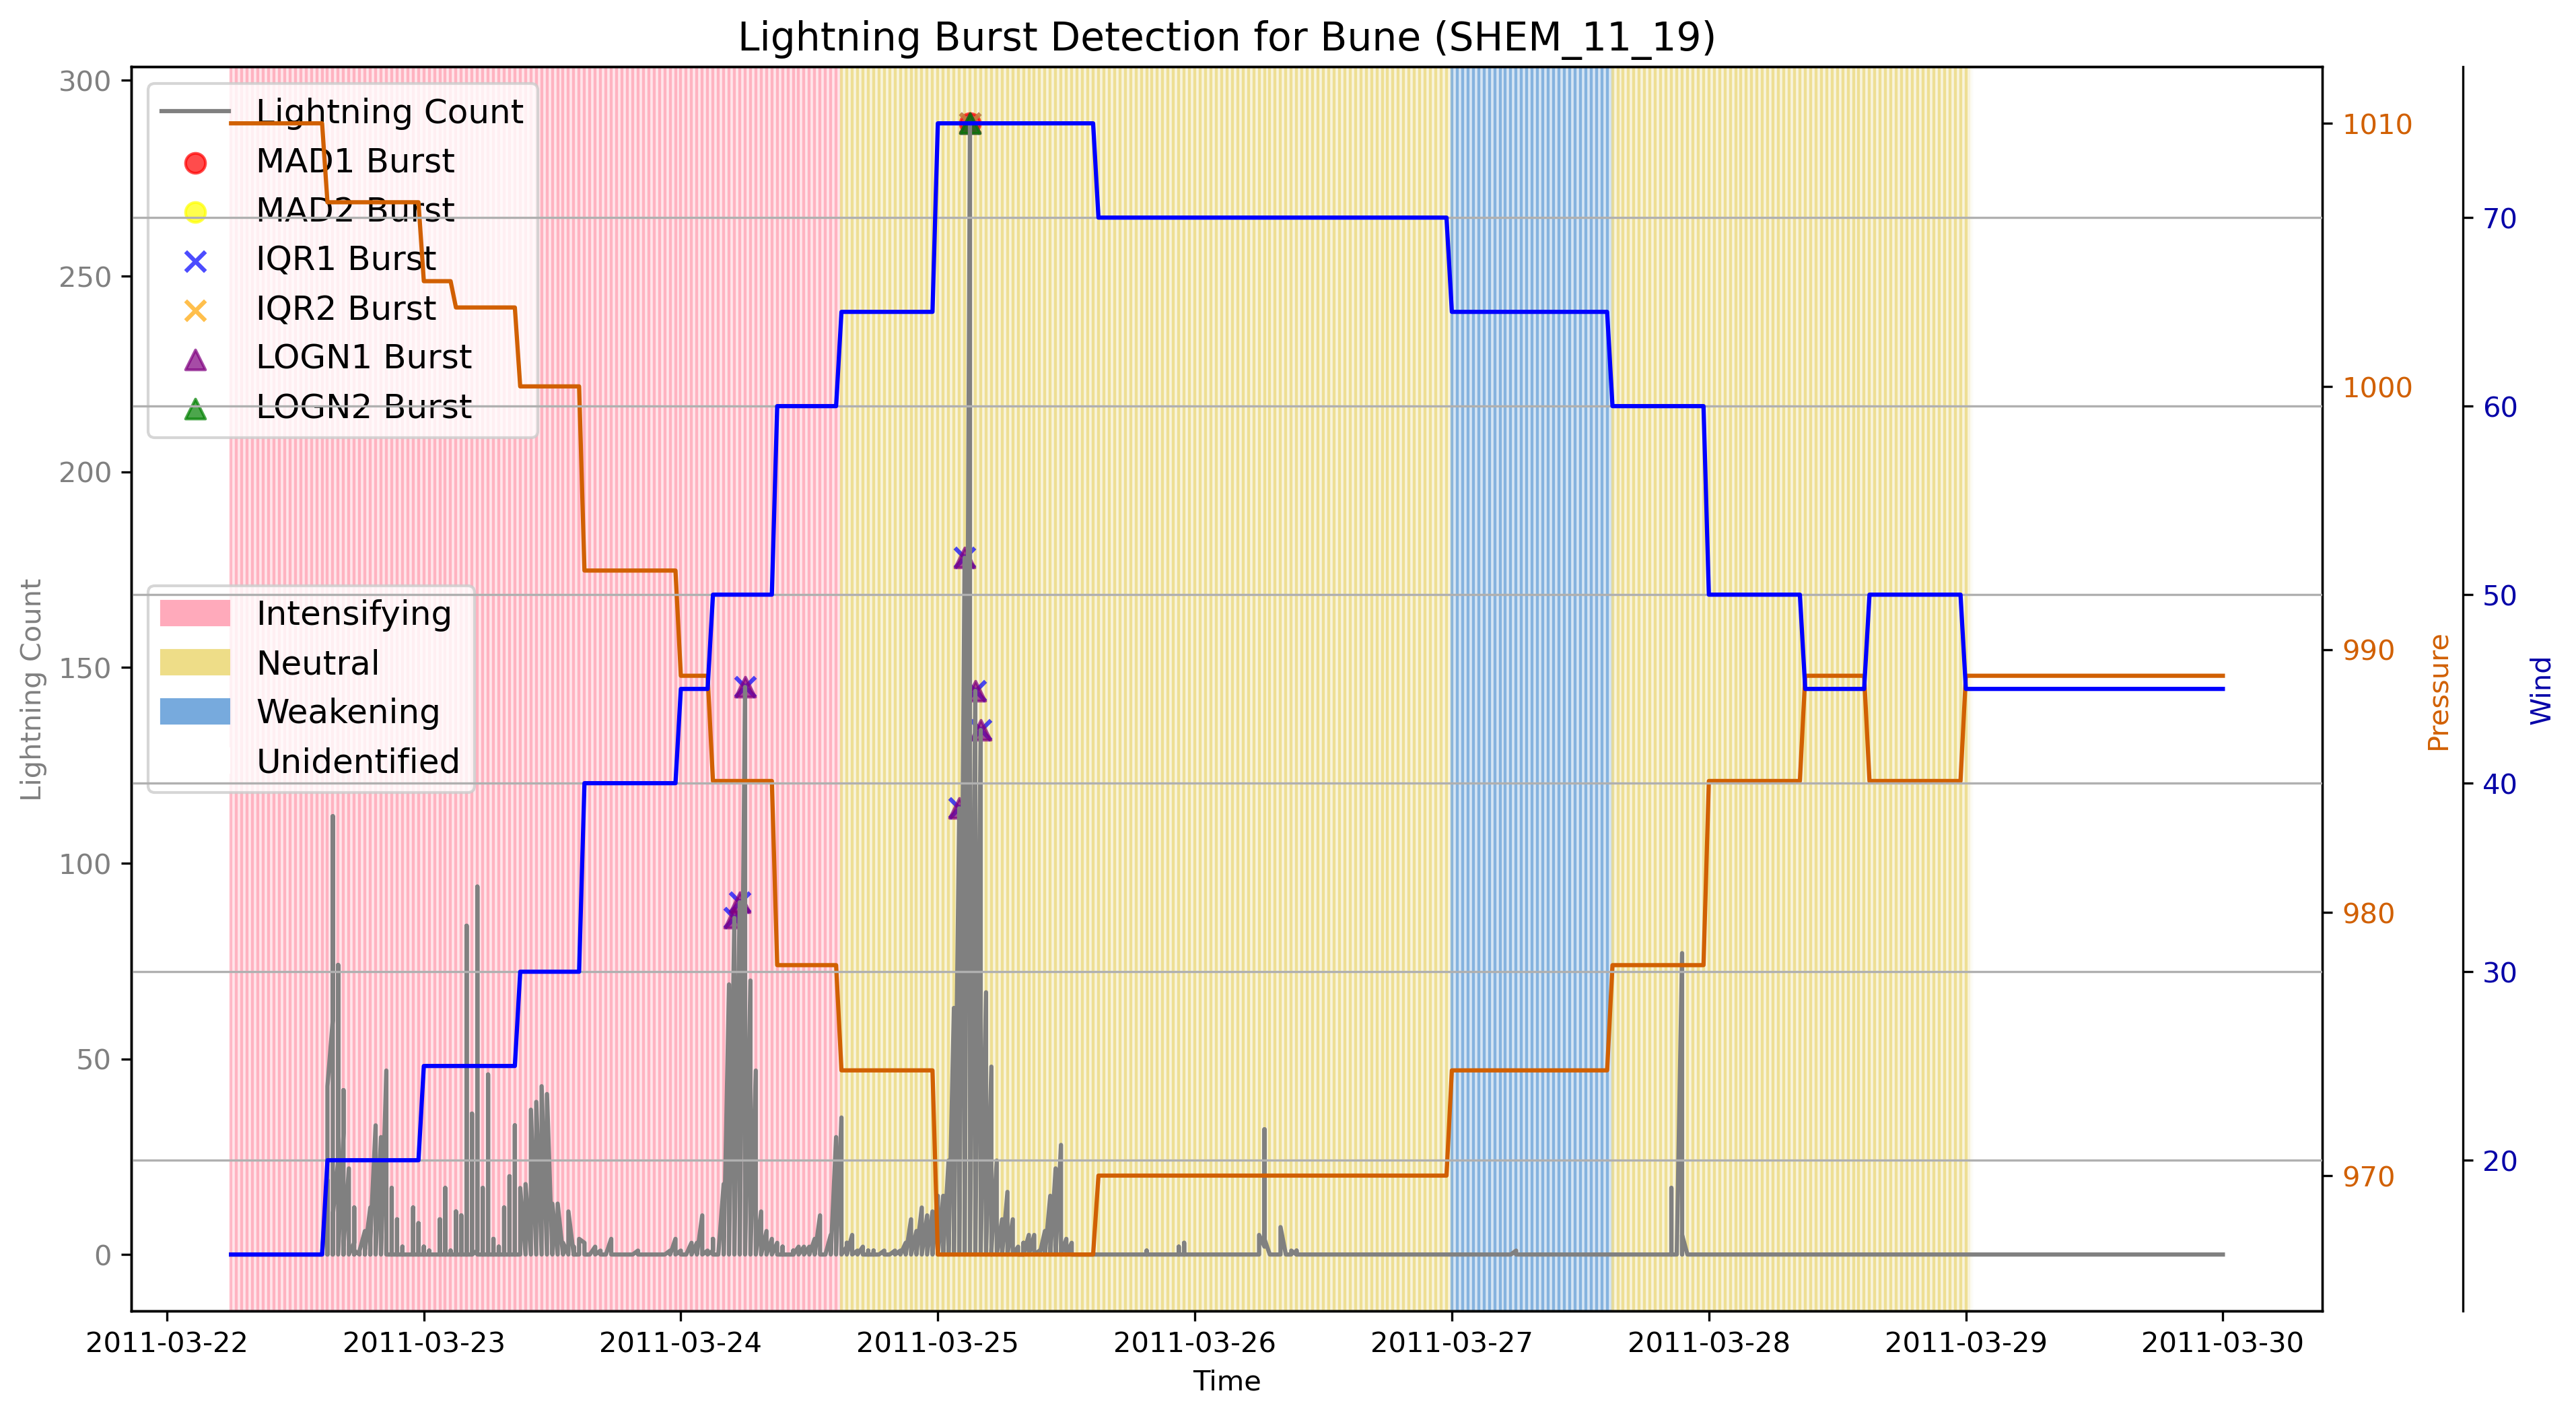 Lightning Burst Detection for Bune (SHEM_11_19)
300
250
200
150
100
50
0
Lightning Count
Lightning Count
MAD1 Burst
MAD2 Burst
IQR1 Burst
IQR2 Burst
LOGN1 Burst
LOGN2 Burst
Intensifying
Neutral
Weakening
Unidentified
1010
1000
990
980
970
Pressure
70
60
50
40
30
20
Wind
2011-03-22
2011-03-23
2011-03-24
2011-03-25
2011-03-26
2011-03-27
2011-03-28
2011-03-29
2011-03-30
Time